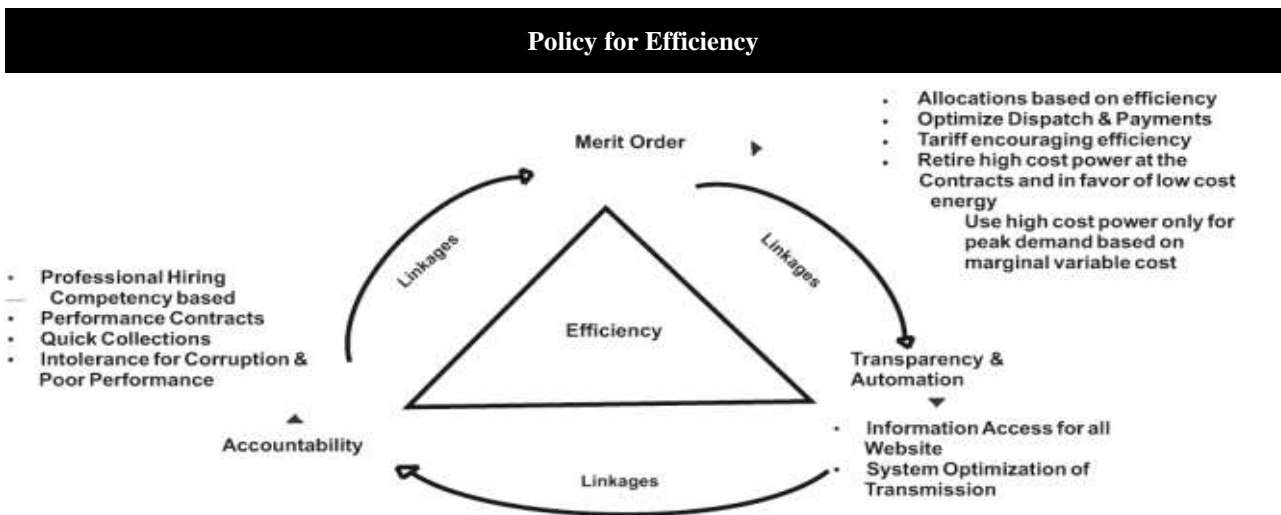 Policy for Efficiency
Merit Order
• Allocations based on efficiency
• Optimize Dispatch & Payments
• Tariff encouraging efficiency
• Retire high cost power at the
Contracts and in favor of low cost
energy
Use high cost power only for
peak demand based on
marginal variable cost
Linkages
Linkages
• Professional Hiring
— Competency based
• Performance Contracts
• Quick Collections
• Intolerance for Corruption &
Poor Performance
Efficiency
Transparency &
Automation
• Information Access for all
Website
• System Optimization of
Transmission
Accountability
Linkages